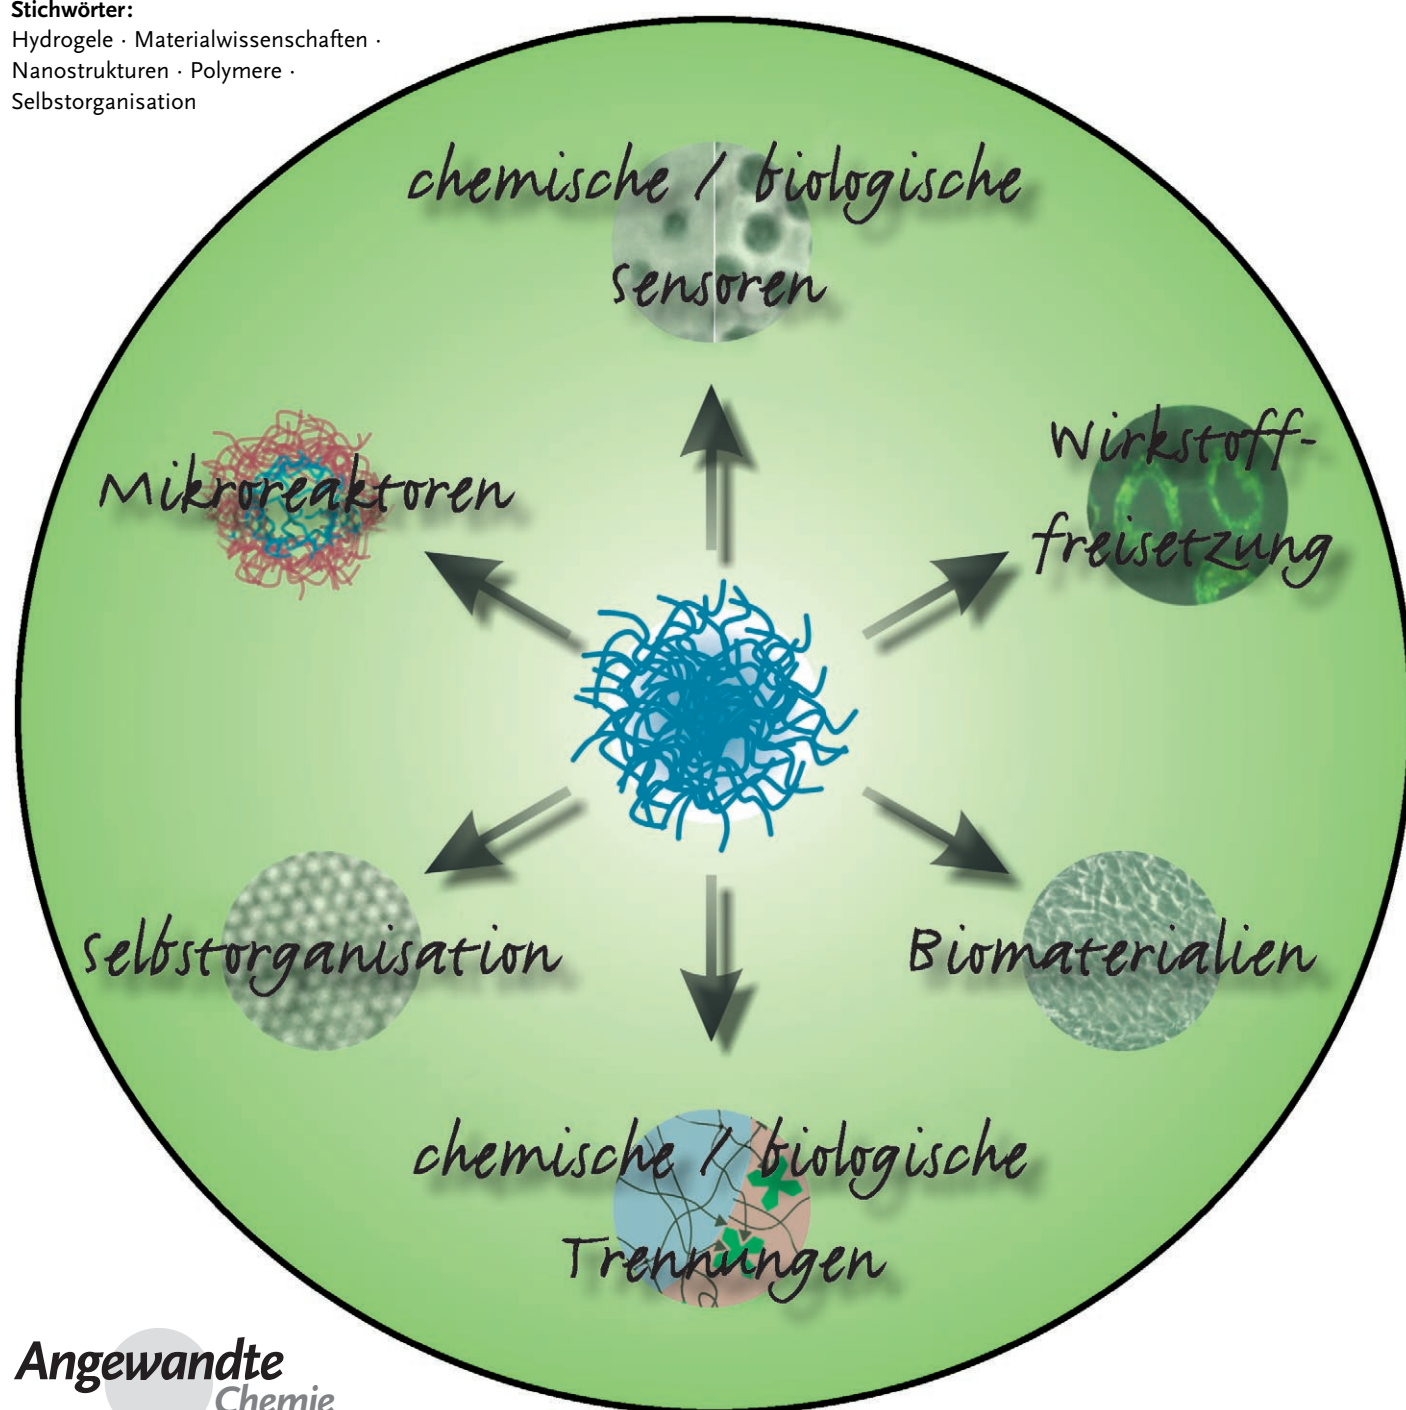 Stichwörter:
Hydrogele · Materialwissenschaften ·
Nanostrukturen · Polymere ·
Selbstorganisation
chemische / biologische
Sensoren
Wirkstoff-
freisetzung
Mikroreaktoren
Selbstorganisation
Biomaterialien
chemische / biologische
Trennungen
Angewandte
Chemie